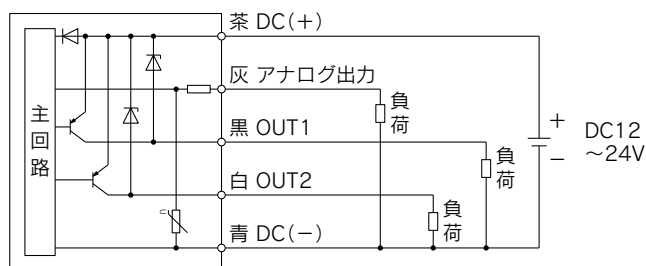 茶 DC(+)
灰 アナログ出力
負荷
主回路
黒 OUT1
負荷
+
−
DC12
～24V
白 OUT2
負荷
青 DC(−)